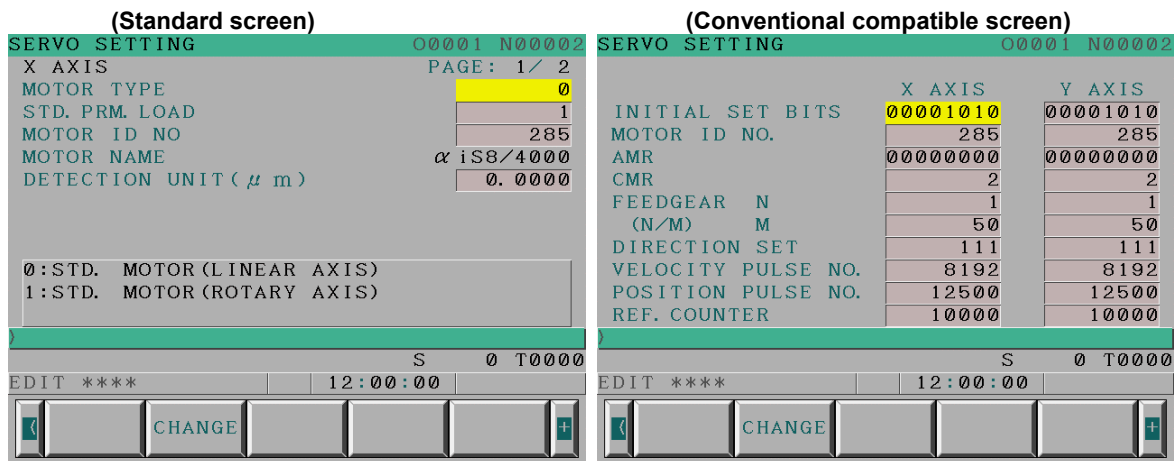 (Standard screen)
SERVO SETTING O0001 N00002
X AXIS PAGE: 1/ 2
MOTOR TYPE 0
STD. PRM. LOAD 1
MOTOR ID NO 285
MOTOR NAME α iS8/4000
DETECTION UNIT(μ m) 0. 0000
0:STD. MOTOR(LINEAR AXIS)
1:STD. MOTOR(ROTARY AXIS)
)
S 0 T0000
EDIT **** 12:00:00
( CHANGE +
(Conventional compatible screen)
SERVO SETTING O0001 N00002
X AXIS Y AXIS
INITIAL SET BITS 00001010 00001010
MOTOR ID NO. 285 285
AMR 00000000 00000000
CMR 2 2
FEEDGEAR N 1 1
(N/M) M 50 50
DIRECTION SET 111 111
VELOCITY PULSE NO. 8192 8192
POSITION PULSE NO. 12500 12500
REF. COUNTER 10000 10000
)
S 0 T0000
EDIT **** 12:00:00
( CHANGE +